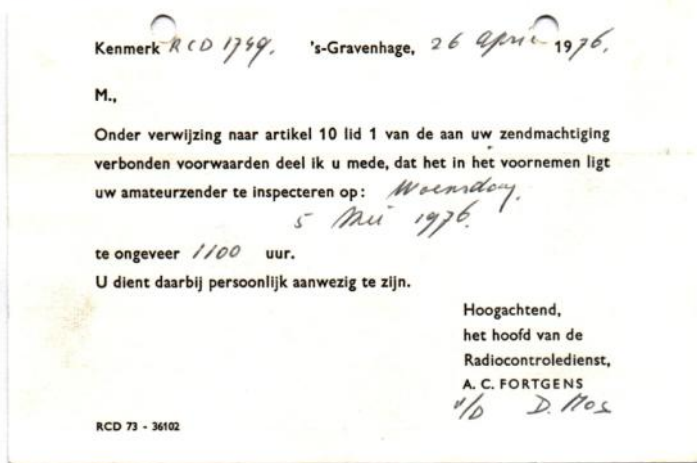 Kenmerk RCD 1749. 's-Gravenhage, 26 April 1976.
M.,
Onder verwijzing naar artikel 10 lid 1 van de aan uw zendmachtiging
verbonden voorwaarden deel ik u mede, dat het in het voornemen ligt
uw amateurzender te inspecteren op: Woensdag,
5 Mei 1976.
te ongeveer 1100 uur.
U dient daarbij persoonlijk aanwezig te zijn.
Hoogachtend,
het hoofd van de
Radiocontroledienst,
A. C. FORTGENS
v/D D. Mos
RCD 73 - 36102